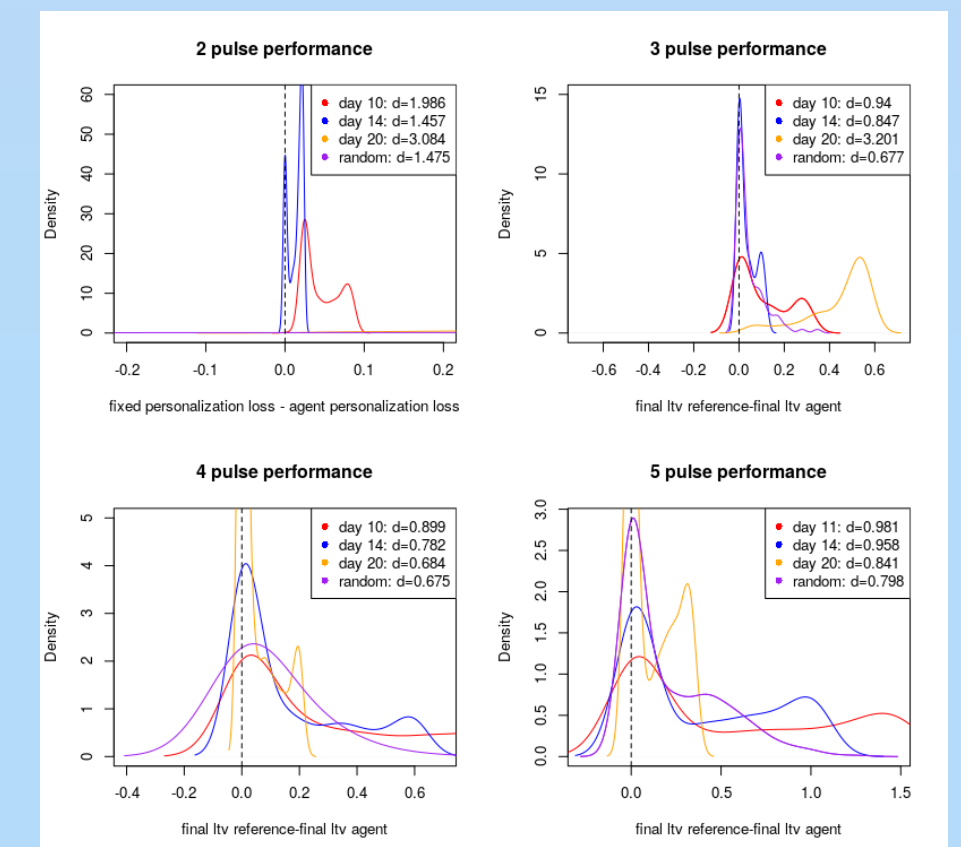 2 pulse performance
60
50
40
30
20
10
0
Density
day 10: d=1.986
day 14: d=1.457
day 20: d=3.084
random: d=1.475
-0.2
-0.1
0.0
0.1
0.2
fixed personalization loss - agent personalization loss
3 pulse performance
15
10
5
0
Density
day 10: d=0.94
day 14: d=0.847
day 20: d=3.201
random: d=0.677
-0.6
-0.4
-0.2
0.0
0.2
0.4
0.6
final ltv reference-final ltv agent
4 pulse performance
5
4
3
2
1
0
Density
day 10: d=0.899
day 14: d=0.782
day 20: d=0.684
random: d=0.675
-0.4
-0.2
0.0
0.2
0.4
0.6
final ltv reference-final ltv agent
5 pulse performance
3.0
2.5
2.0
1.5
1.0
0.5
0.0
Density
day 11: d=0.981
day 14: d=0.958
day 20: d=0.841
random: d=0.798
0.0
0.5
1.0
1.5
final ltv reference-final ltv agent